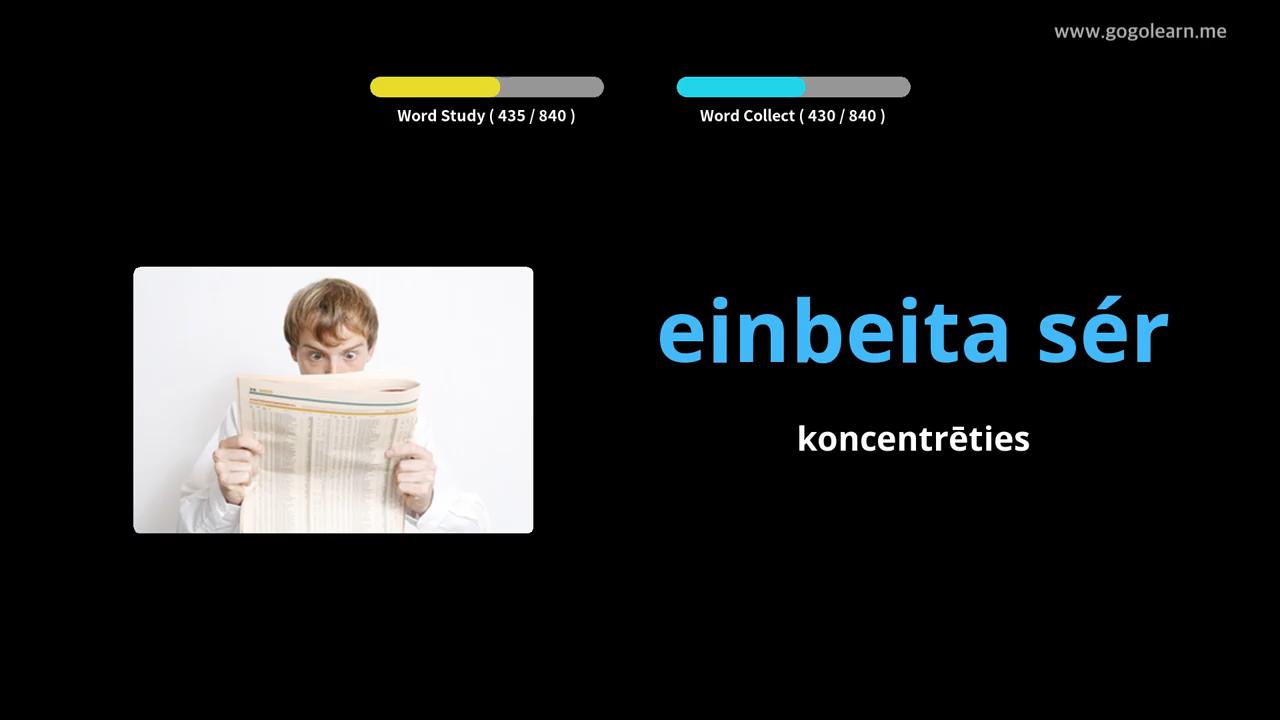 www.gogolearn.me
Word Study ( 435 / 840 )
Word Collect ( 430 / 840 )
einbeita sér
koncentrēties